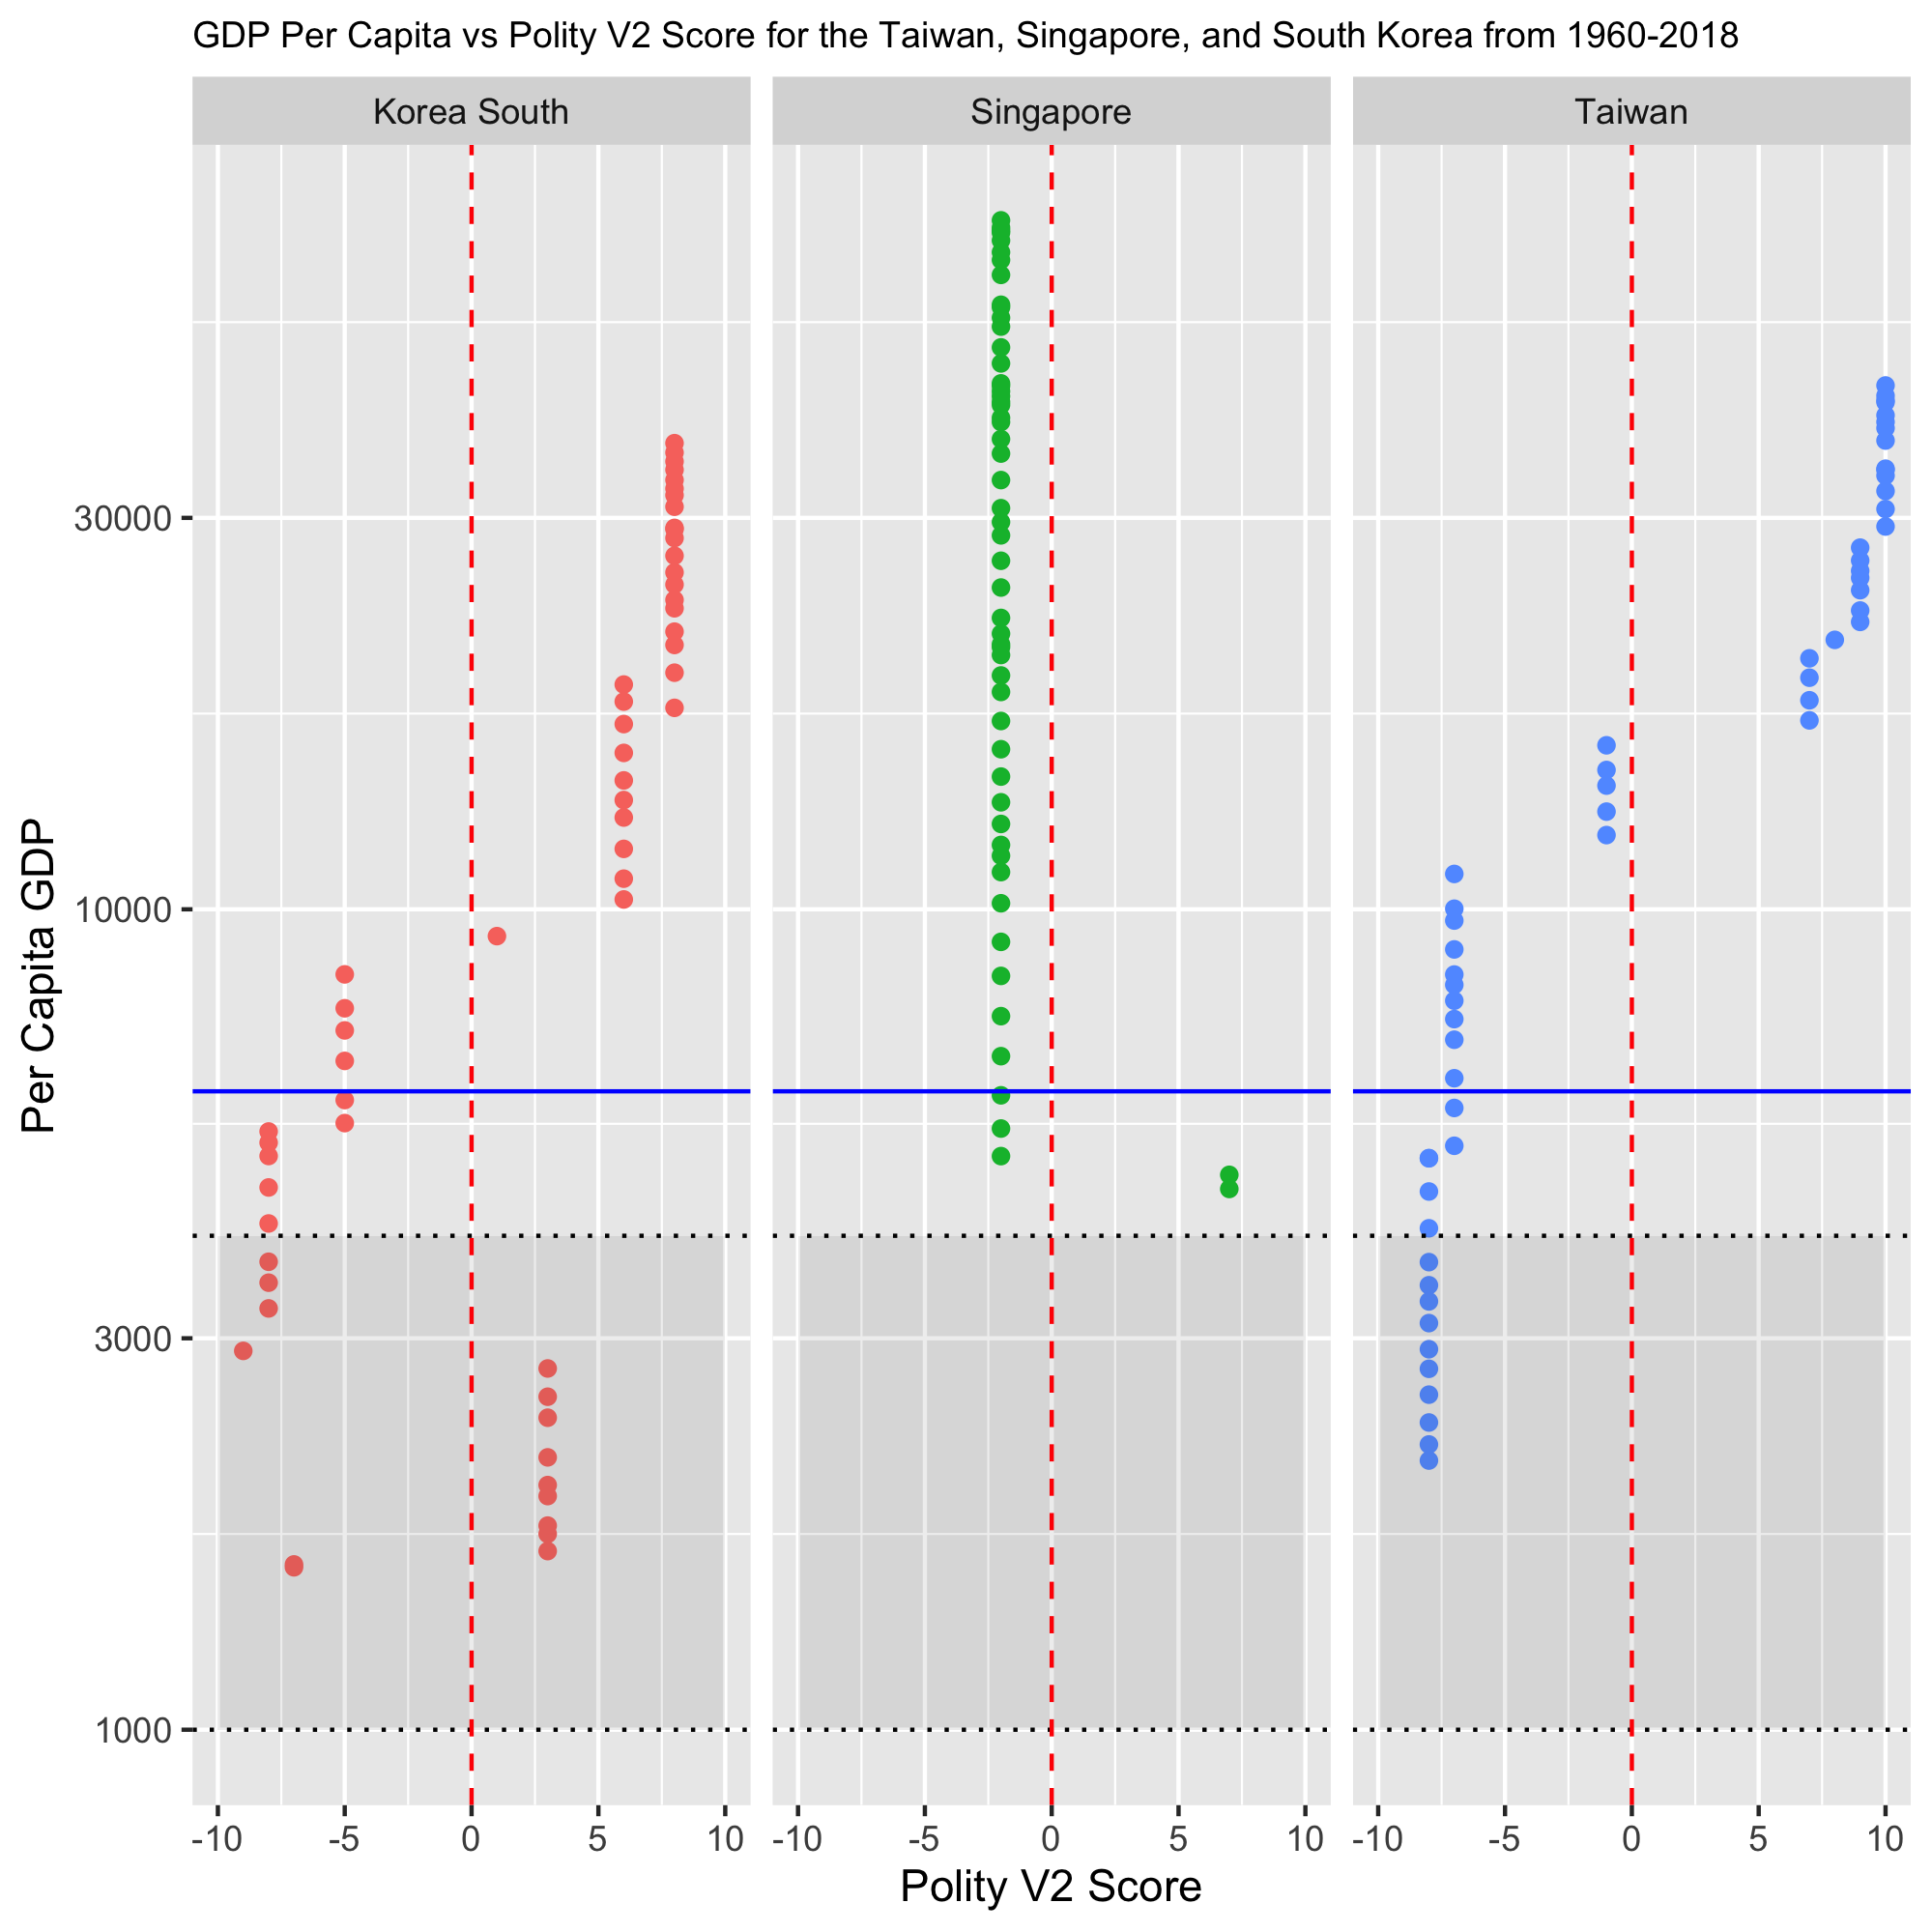 GDP Per Capita vs Polity V2 Score for the Taiwan, Singapore, and South Korea from 1960-2018
Korea South
Singapore
Taiwan
Per Capita GDP
30000
10000
3000
1000
-10 -5 0 5 10
-10 -5 0 5 10
-10 -5 0 5 10
Polity V2 Score